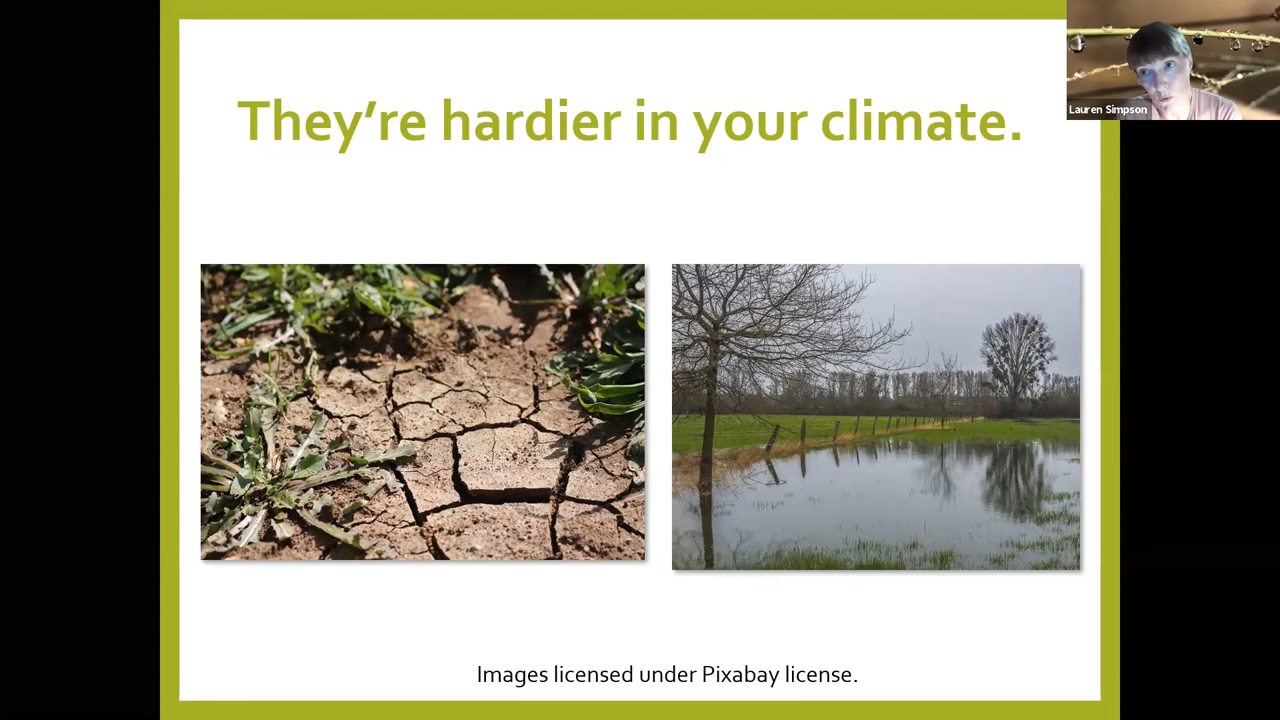 They're hardier in your climate.
Lauren Simpson
Images licensed under Pixabay license.